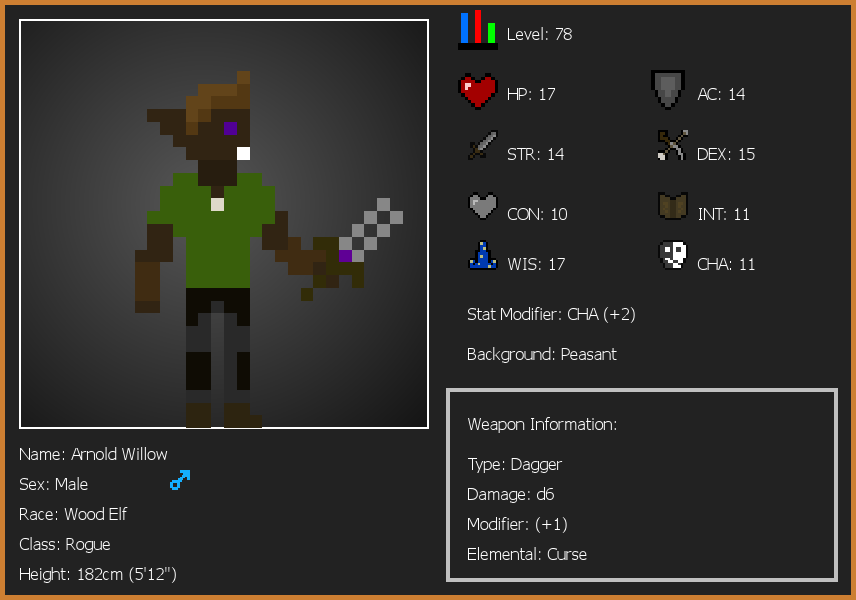 Level: 78
HP: 17
AC: 14
STR: 14
DEX: 15
CON: 10
INT: 11
WIS: 17
CHA: 11
Stat Modifier: CHA (+2)
Background: Peasant
Weapon Information:
Type: Dagger
Damage: d6
Modifier: (+1)
Elemental: Curse
Name: Arnold Willow
Sex: Male
Race: Wood Elf
Class: Rogue
Height: 182cm (5'12")